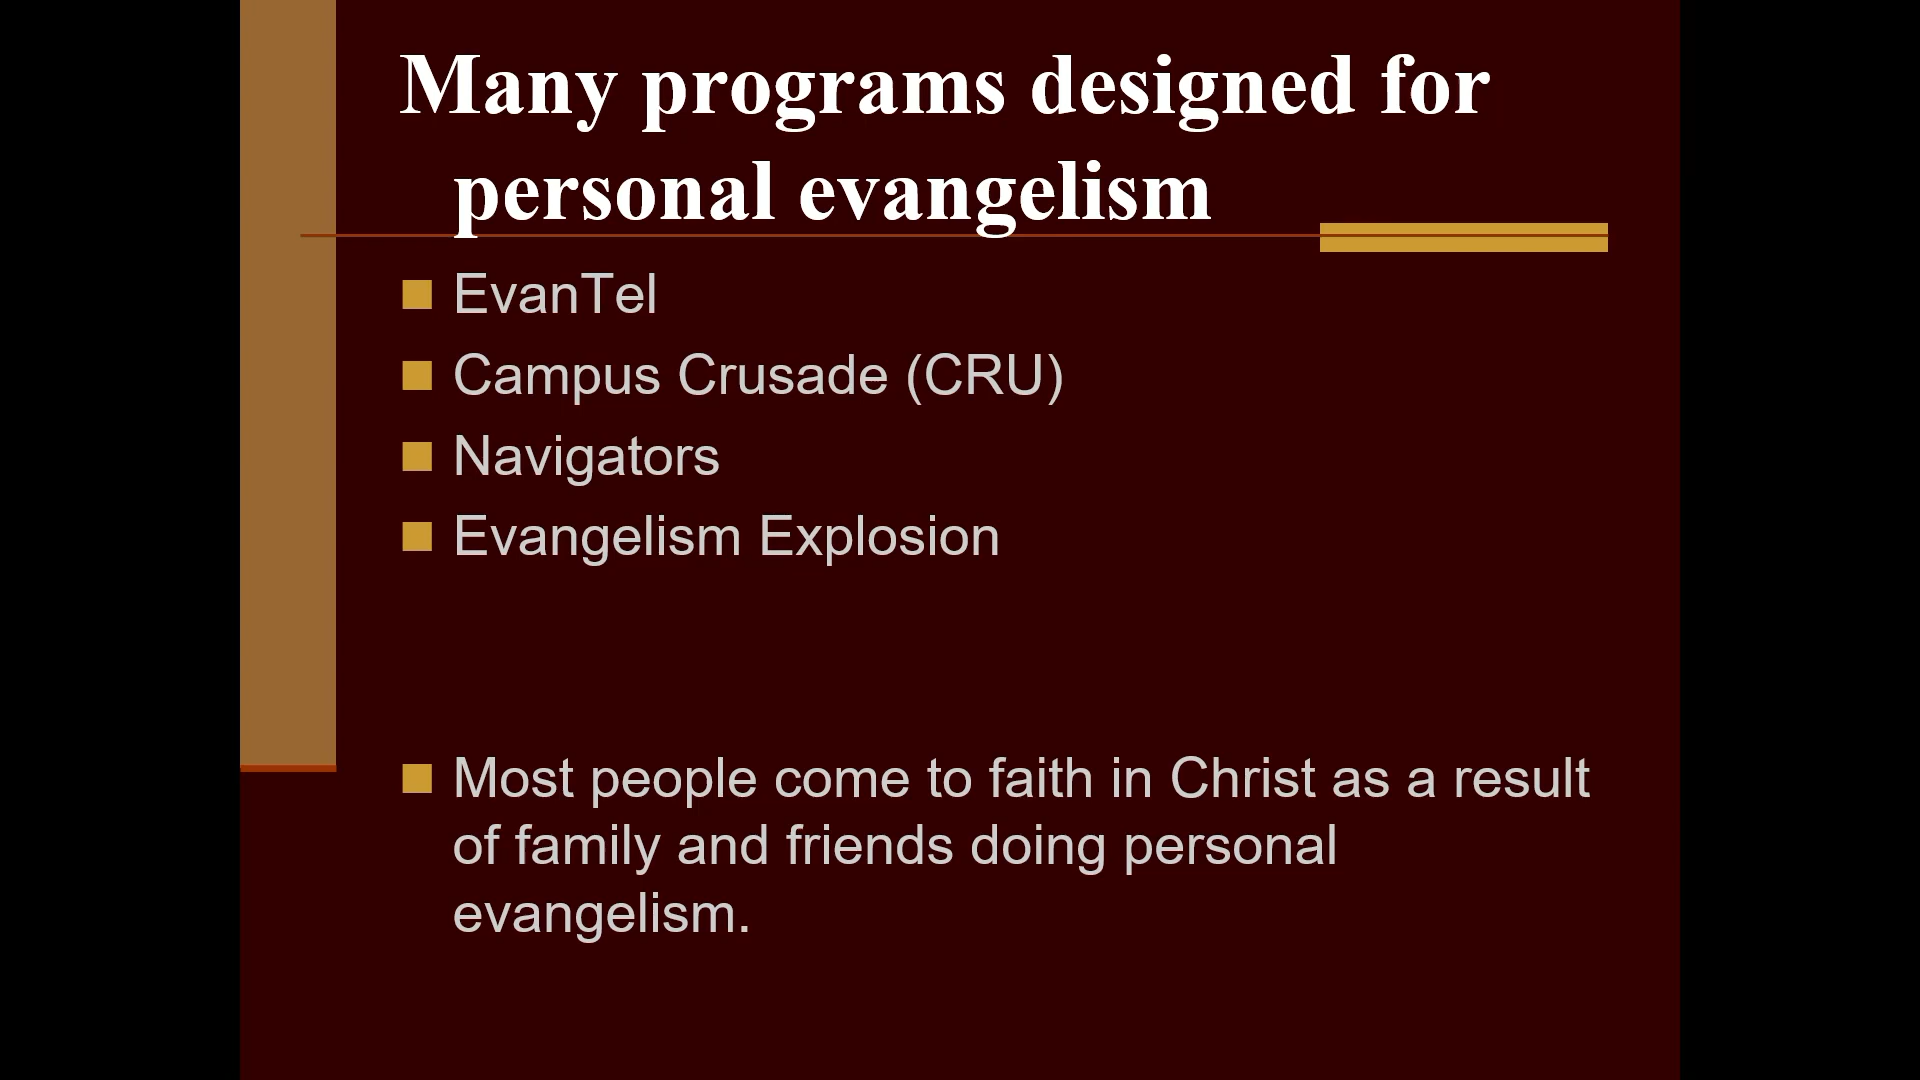 Many programs designed for
personal evangelism
EvanTel
Campus Crusade (CRU)
Navigators
Evangelism Explosion
Most people come to faith in Christ as a result
of family and friends doing personal
evangelism.